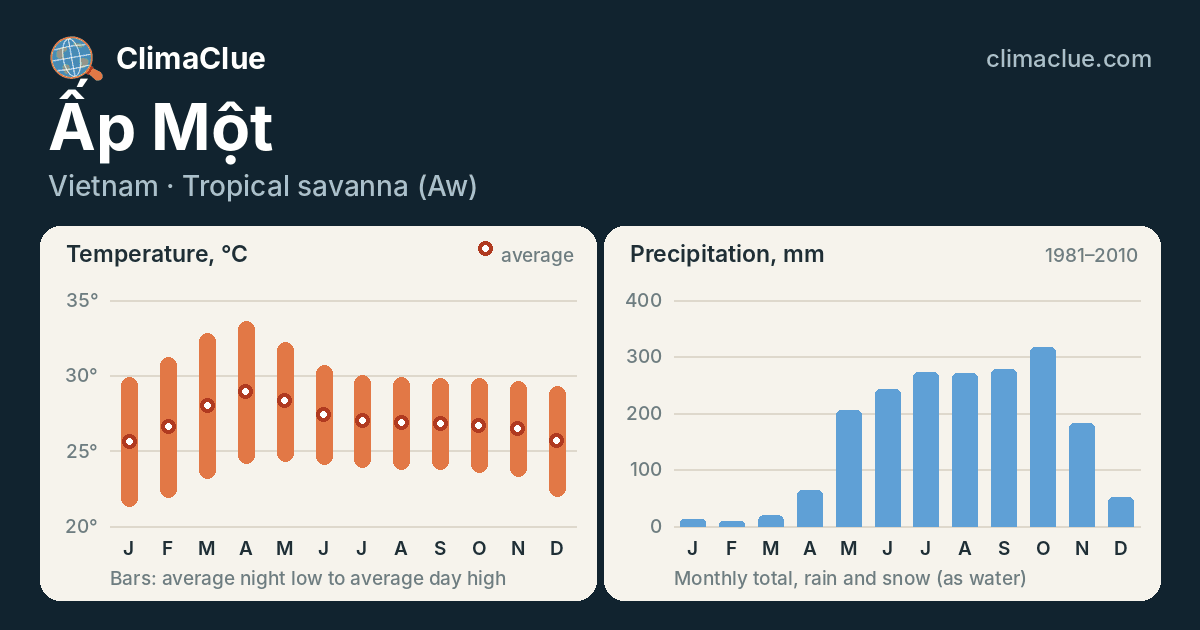 ClimaClue
climaclue.com
Ấp Một
Vietnam · Tropical savanna (Aw)
Temperature, °C
average
35°
30°
25°
20°
J F M A M J J A S O N D
Bars: average night low to average day high
Precipitation, mm
1981–2010
400
300
200
100
0
J F M A M J J A S O N D
Monthly total, rain and snow (as water)